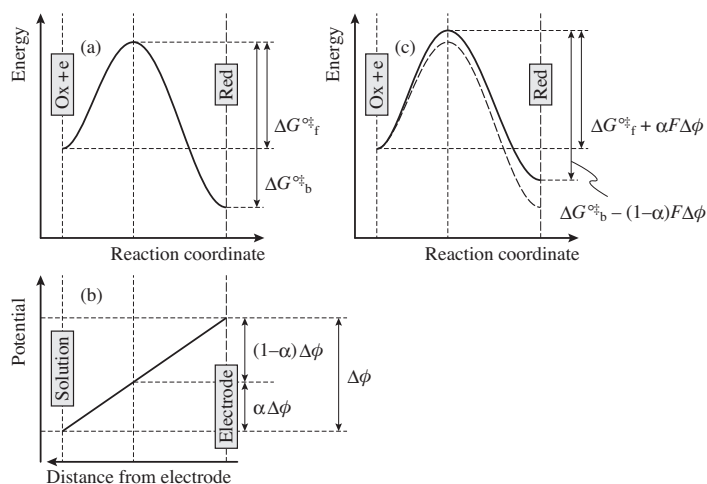 (a)
Energy
Ox + e
Red
ΔG°‡f
ΔG°‡b
Reaction coordinate
(c)
Energy
Ox + e
Red
ΔG°‡f + αFΔϕ
ΔG°‡b – (1–α)FΔϕ
Reaction coordinate
(b)
Potential
Solution
Electrode
(1–α) Δϕ
αΔϕ
Δϕ
Distance from electrode